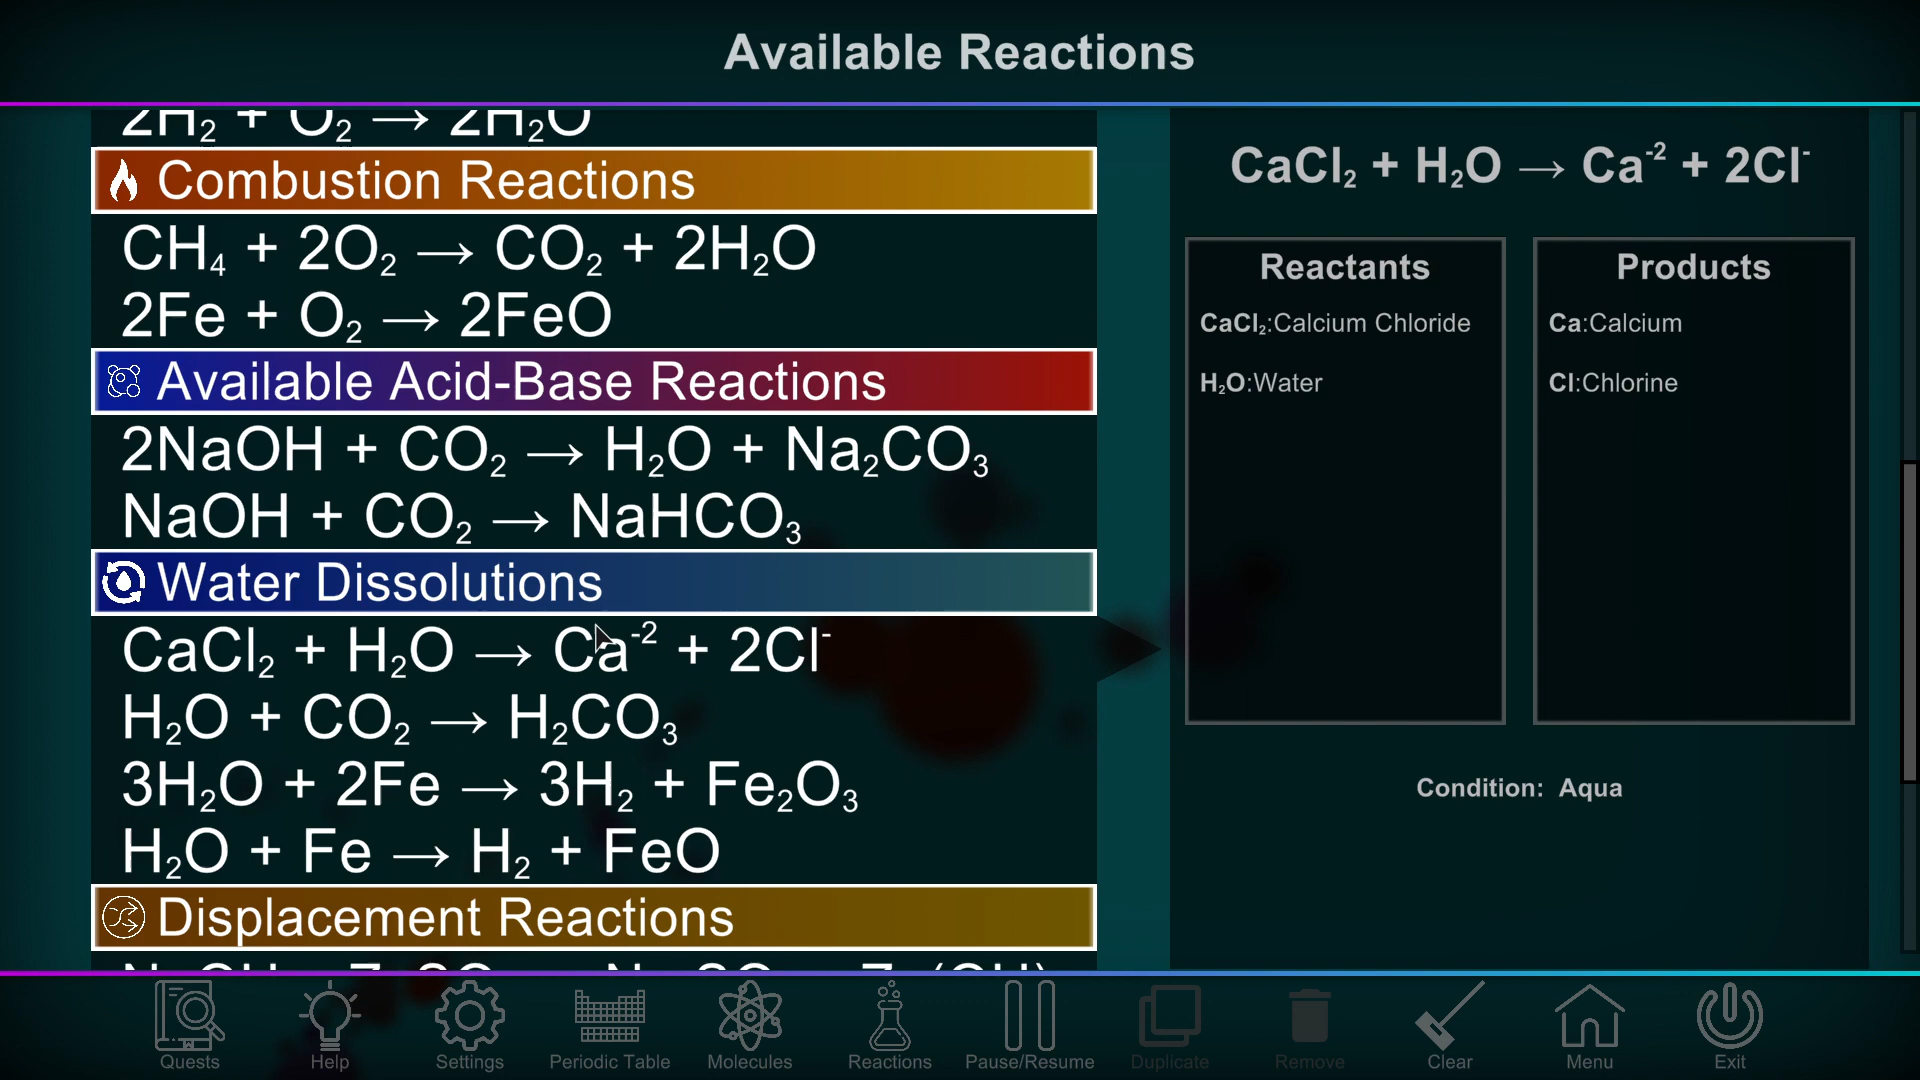 Available Reactions
2H₂ + O₂ → 2H₂O
Combustion Reactions
CH₄ + 2O₂ → CO₂ + 2H₂O
2Fe + O₂ → 2FeO
Available Acid-Base Reactions
2NaOH + CO₂ → H₂O + Na₂CO₃
NaOH + CO₂ → NaHCO₃
Water Dissolutions
CaCl₂ + H₂O → Ca⁻² + 2Cl⁻
H₂O + CO₂ → H₂CO₃
3H₂O + 2Fe → 3H₂ + Fe₂O₃
H₂O + Fe → H₂ + FeO
Displacement Reactions
CaCl₂ + H₂O → Ca⁻² + 2Cl⁻
Reactants
CaCl₂:Calcium Chloride
H₂O:Water
Products
Ca:Calcium
Cl:Chlorine
Condition: Aqua
Quests
Help
Settings
Periodic Table
Molecules
Reactions
Pause/Resume
Duplicate
Remove
Clear
Menu
Exit